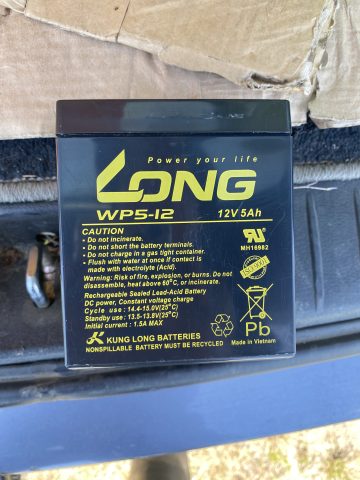 Power your life
LONG
WP5-12 12V 5Ah
CAUTION :
• Do not incinerate.
• Do not short the battery terminals.
• Do not charge in a gas tight container.
• Flush with water at once if contact is
made with electrolyte (Acid).
Warning: Risk of fire, explosion, or burns. Do not
disassemble, heat above 60°C, or incinerate.
Rechargeable Sealed Lead-Acid Battery
DC power, Constant voltage charge
Cycle use : 14.4-15.0V(25°C)
Standby use : 13.5-13.8V(25°C)
Initial current : 1.5A MAX
KUNG LONG BATTERIES
NONSPILLABLE BATTERY MUST BE RECYCLED
MH16982
Pb
Made in Vietnam